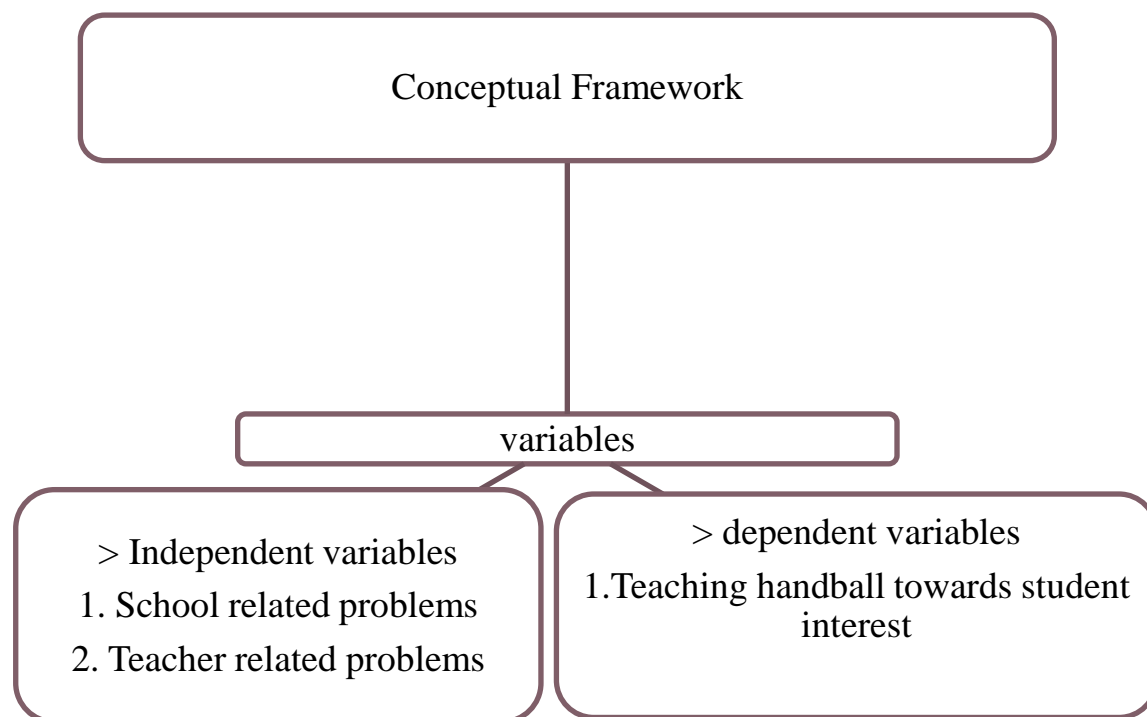 Conceptual Framework
variables
> Independent variables
1. School related problems
2. Teacher related problems
> dependent variables
1.Teaching handball towards student
interest